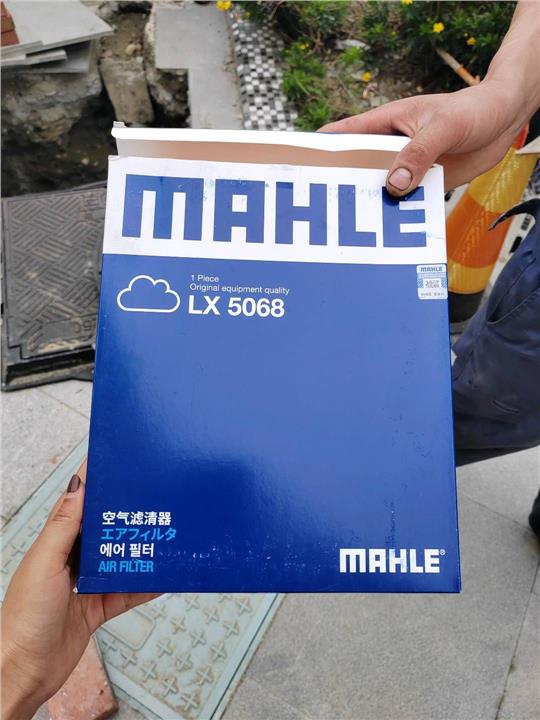 MAHLE
1 Piece
Original equipment quality
LX 5068
MAHLE
空气滤清器
エアフィルタ
에어 필터
AIR FILTER
MAHLE®